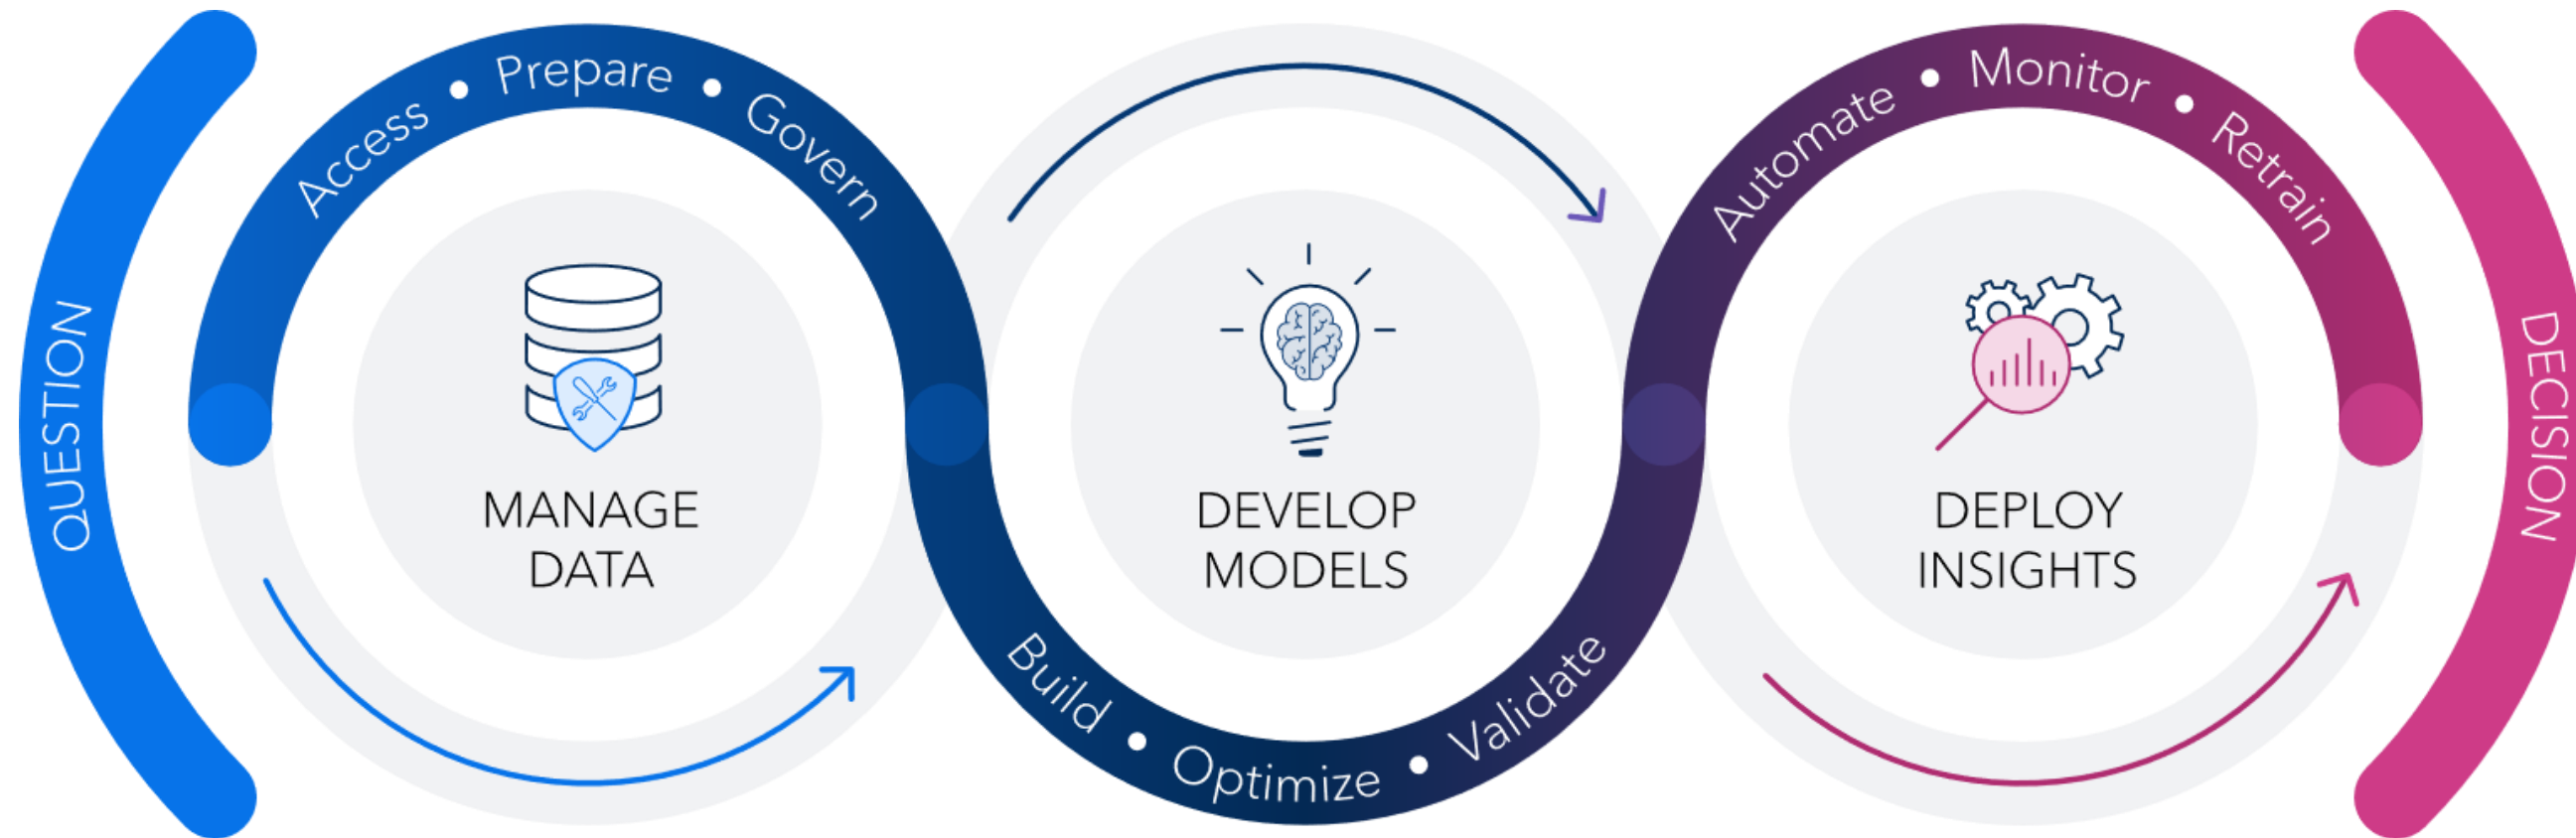 QUESTION
Access • Prepare • Govern
MANAGE
DATA
Build • Optimize • Validate
DEVELOP
MODELS
Automate • Monitor • Retrain
DEPLOY
INSIGHTS
DECISION